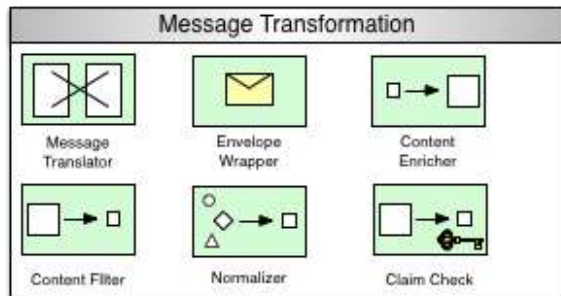 Message Transformation
Message
Translator
Envelope
Wrapper
Content
Enricher
Content Filter
Normalizer
Claim Check